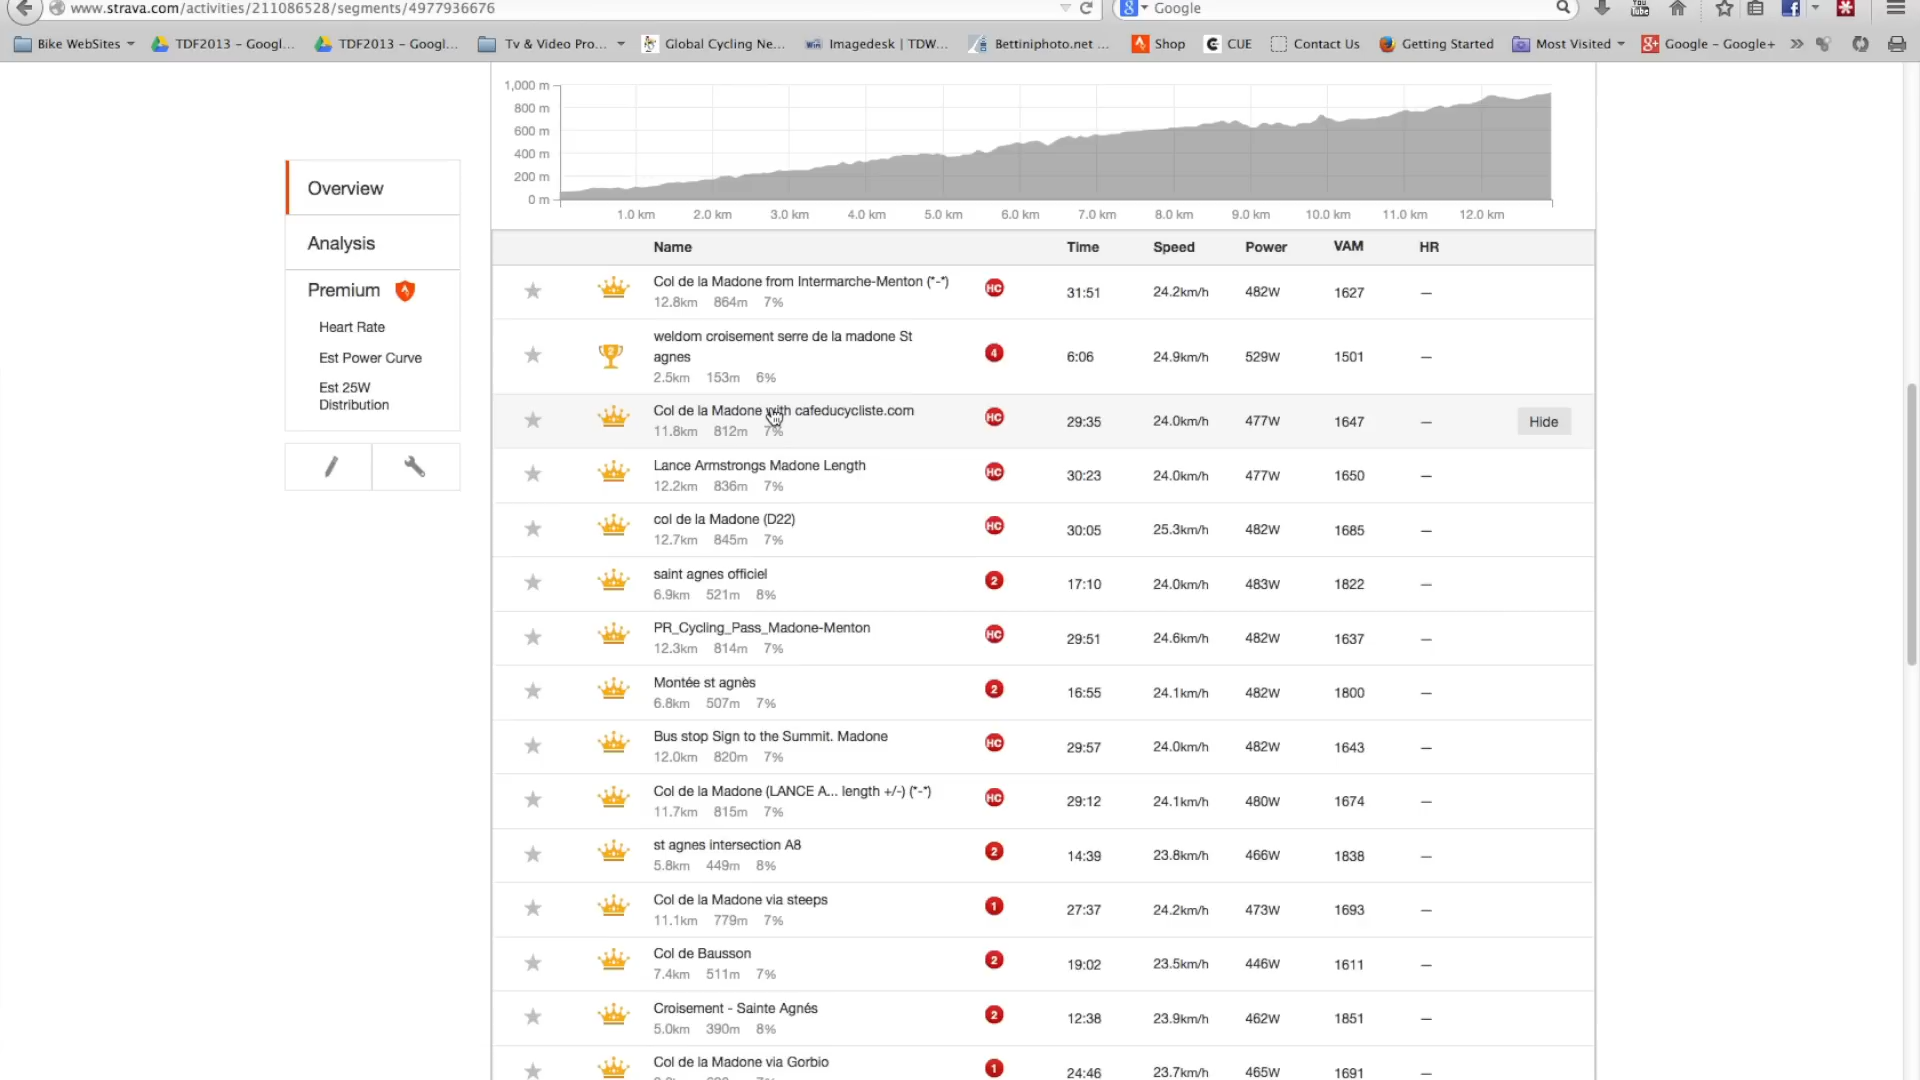 www.strava.com/activities/211086528/segments/4977936676
Google
Bike WebSites
TDF2013 - Googl...
TDF2013 - Googl...
Tv & Video Pro...
Global Cycling Ne...
Imagedesk | TDW...
Bettiniphoto.net ...
Shop
CUE
Contact Us
Getting Started
Most Visited
Google - Google+
1,000 m
800 m
600 m
400 m
200 m
0 m
1.0 km 2.0 km 3.0 km 4.0 km 5.0 km 6.0 km 7.0 km 8.0 km 9.0 km 10.0 km 11.0 km 12.0 km
Overview
Analysis
Premium
Heart Rate
Est Power Curve
Est 25W
Distribution
Name Time Speed Power VAM HR
Col de la Madone from Intermarche-Menton (*-*)
12.8km 864m 7%
HC 31:51 24.2km/h 482W 1627 —
weldom croisement serre de la madone St
agnes
2.5km 153m 6%
2 4 6:06 24.9km/h 529W 1501 —
Col de la Madone with cafeducycliste.com
11.8km 812m 7%
HC 29:35 24.0km/h 477W 1647 — Hide
Lance Armstrongs Madone Length
12.2km 836m 7%
HC 30:23 24.0km/h 477W 1650 —
col de la Madone (D22)
12.7km 845m 7%
HC 30:05 25.3km/h 482W 1685 —
saint agnes officiel
6.9km 521m 8%
2 17:10 24.0km/h 483W 1822 —
PR_Cycling_Pass_Madone-Menton
12.3km 814m 7%
HC 29:51 24.6km/h 482W 1637 —
Montée st agnès
6.8km 507m 7%
2 16:55 24.1km/h 482W 1800 —
Bus stop Sign to the Summit. Madone
12.0km 820m 7%
HC 29:57 24.0km/h 482W 1643 —
Col de la Madone (LANCE A... length +/-) (*-*)
11.7km 815m 7%
HC 29:12 24.1km/h 480W 1674 —
st agnes intersection A8
5.8km 449m 8%
2 14:39 23.8km/h 466W 1838 —
Col de la Madone via steeps
11.1km 779m 7%
1 27:37 24.2km/h 473W 1693 —
Col de Bausson
7.4km 511m 7%
2 19:02 23.5km/h 446W 1611 —
Croisement - Sainte Agnés
5.0km 390m 8%
2 12:38 23.9km/h 462W 1851 —
Col de la Madone via Gorbio
1 24:46 23.7km/h 465W 1691 —